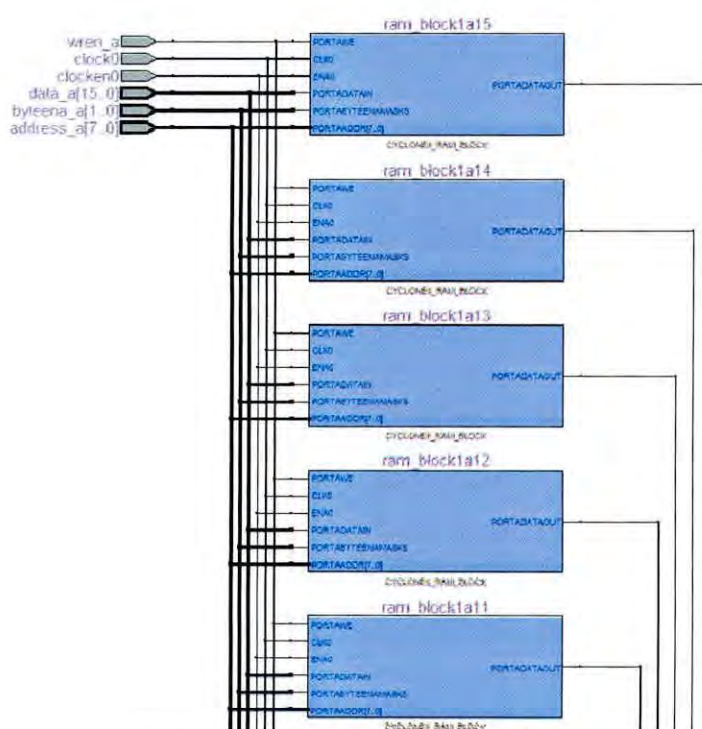 ram_block1a15
wren_a
clock0
clocken0
data_a[15..0]
byteena_a[1..0]
address_a[7..0]
PORTAWE
CLK0
ENA0
PORTADATAIN
PORTABYTEENAMASKS
PORTAADDR[7..0]
PORTADATAOUT
CYCLONEII_RAM_BLOCK
ram_block1a14
PORTAWE
CLK0
ENA0
PORTADATAIN
PORTABYTEENAMASKS
PORTAADDR[7..0]
PORTADATAOUT
CYCLONEII_RAM_BLOCK
ram_block1a13
PORTAWE
CLK0
ENA0
PORTADATAIN
PORTABYTEENAMASKS
PORTAADDR[7..0]
PORTADATAOUT
CYCLONEII_RAM_BLOCK
ram_block1a12
PORTAWE
CLK0
ENA0
PORTADATAIN
PORTABYTEENAMASKS
PORTAADDR[7..0]
PORTADATAOUT
CYCLONEII_RAM_BLOCK
ram_block1a11
PORTAWE
CLK0
ENA0
PORTADATAIN
PORTABYTEENAMASKS
PORTAADDR[7..0]
PORTADATAOUT
CYCLONEII_RAM_BLOCK